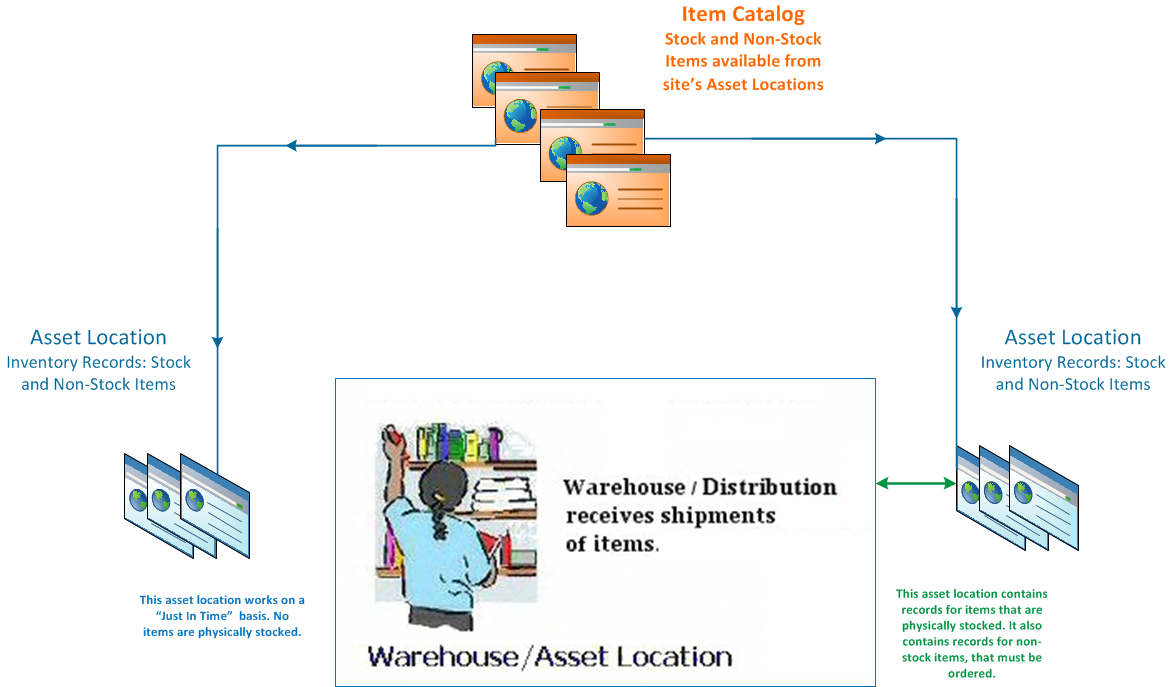 Item Catalog
Stock and Non-Stock
Items available from
site's Asset Locations
Asset Location
Inventory Records: Stock
and Non-Stock Items
Asset Location
Inventory Records: Stock
and Non-Stock Items
Warehouse / Distribution
receives shipments
of items.
Warehouse/Asset Location
This asset location works on a
“Just In Time” basis. No
items are physically stocked.
This asset location contains
records for items that are
physically stocked. It also
contains records for non-
stock items, that must be
ordered.